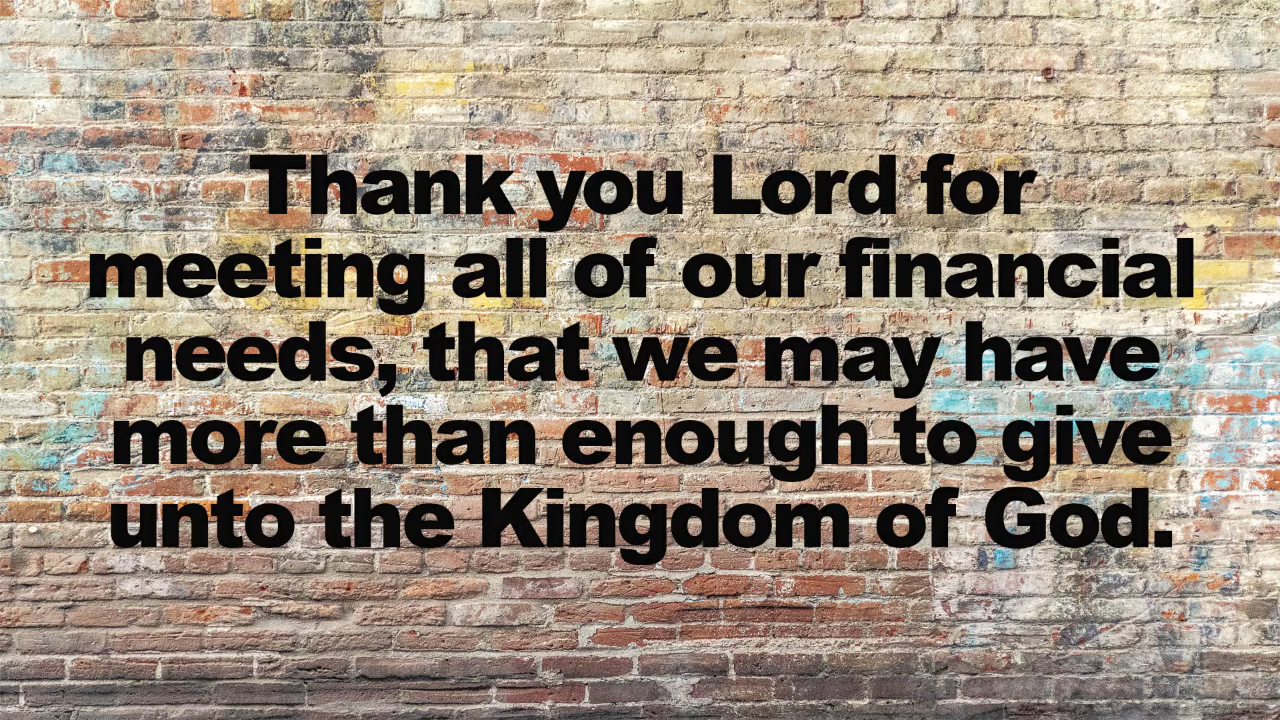 Thank you Lord for
meeting all of our financial
needs, that we may have
more than enough to give
unto the Kingdom of God.